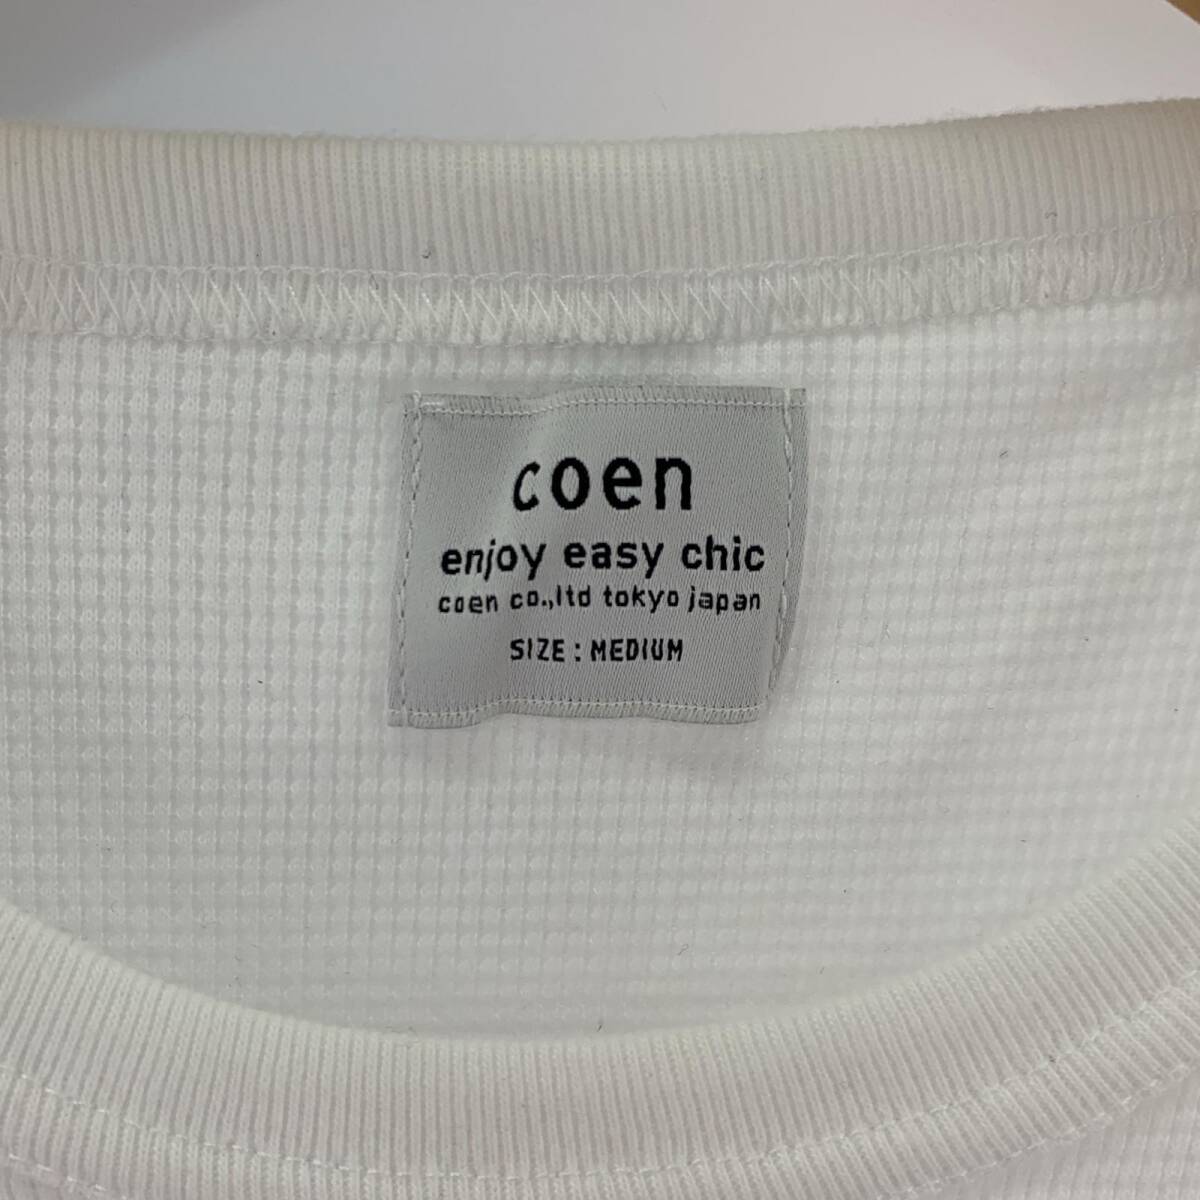 coen
enjoy easy chic
coen co.,ltd tokyo japan
SIZE : MEDIUM